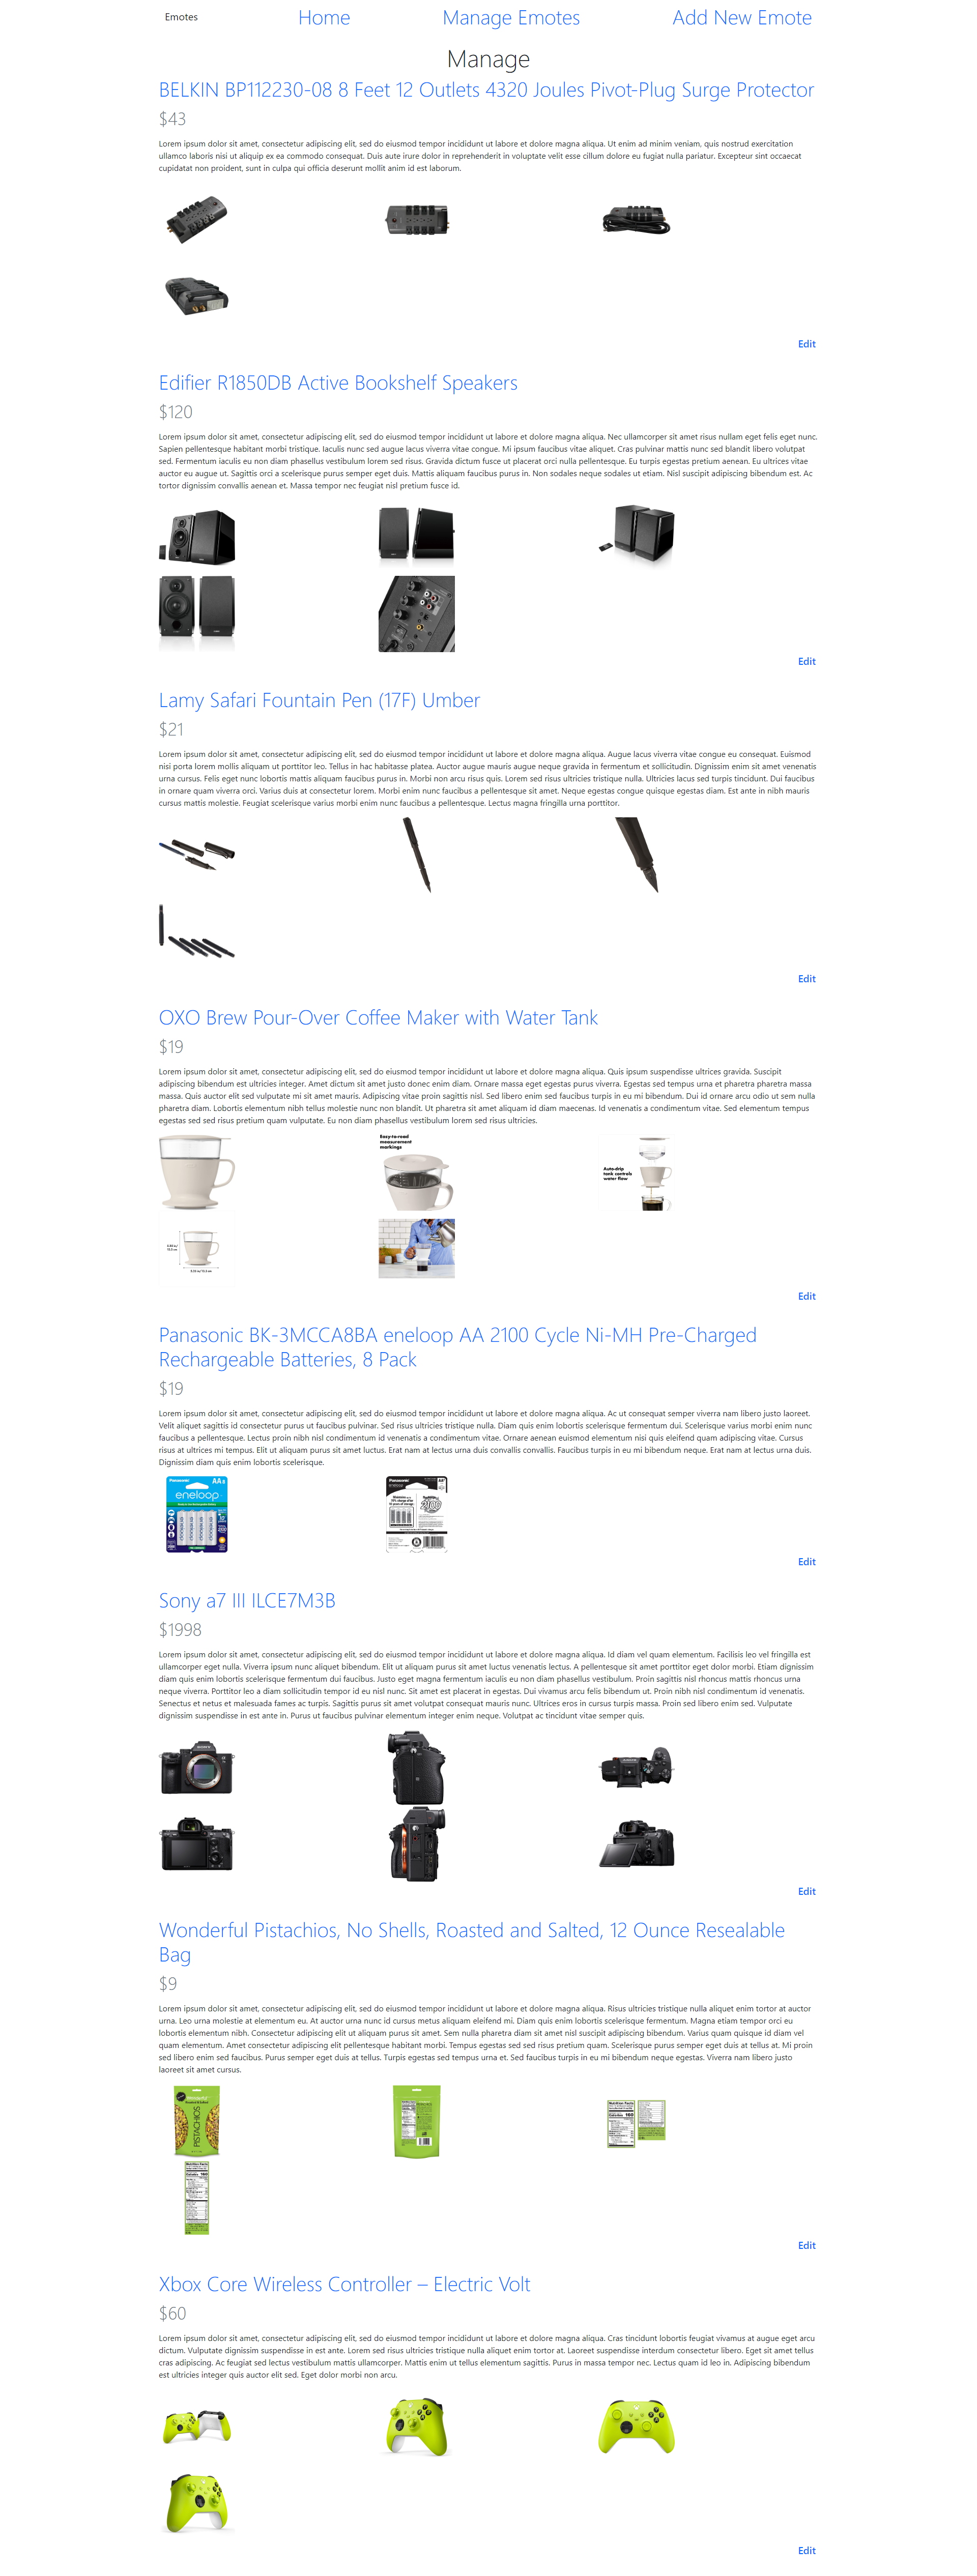 Emotes Home Manage Emotes Add New Emote
Manage
BELKIN BP112230-08 8 Feet 12 Outlets 4320 Joules Pivot-Plug Surge Protector
$43
Lorem ipsum dolor sit amet, consectetur adipiscing elit, sed do eiusmod tempor incididunt ut labore et dolore magna aliqua. Ut enim ad minim veniam, quis nostrud exercitation
ullamco laboris nisi ut aliquip ex ea commodo consequat. Duis aute irure dolor in reprehenderit in voluptate velit esse cillum dolore eu fugiat nulla pariatur. Excepteur sint occaecat
cupidatat non proident, sunt in culpa qui officia deserunt mollit anim id est laborum.
Edit
Edifier R1850DB Active Bookshelf Speakers
$120
Lorem ipsum dolor sit amet, consectetur adipiscing elit, sed do eiusmod tempor incididunt ut labore et dolore magna aliqua. Nec ullamcorper sit amet risus nullam eget felis eget nunc.
Sapien pellentesque habitant morbi tristique. Iaculis nunc sed augue lacus viverra vitae congue. Mi ipsum faucibus vitae aliquet. Cras pulvinar mattis nunc sed blandit libero volutpat
sed. Fermentum iaculis eu non diam phasellus vestibulum lorem sed risus. Gravida dictum fusce ut placerat orci nulla pellentesque. Eu turpis egestas pretium aenean. Eu ultrices vitae
auctor eu augue ut. Sagittis orci a scelerisque purus semper eget duis. Mattis aliquam faucibus purus in. Non sodales neque sodales ut etiam. Nisl suscipit adipiscing bibendum est. Ac
tortor dignissim convallis aenean et. Massa tempor nec feugiat nisl pretium fusce id.
Edit
Lamy Safari Fountain Pen (17F) Umber
$21
Lorem ipsum dolor sit amet, consectetur adipiscing elit, sed do eiusmod tempor incididunt ut labore et dolore magna aliqua. Augue lacus viverra vitae congue eu consequat. Euismod
nisi porta lorem mollis aliquam ut porttitor leo. Tellus in hac habitasse platea. Auctor augue mauris augue neque gravida in fermentum et sollicitudin. Dignissim enim sit amet venenatis
urna cursus. Felis eget nunc lobortis mattis aliquam faucibus purus in. Morbi non arcu risus quis. Lorem sed risus ultricies tristique nulla. Ultricies lacus sed turpis tincidunt. Dui faucibus
in ornare quam viverra orci. Varius duis at consectetur lorem. Morbi enim nunc faucibus a pellentesque sit amet. Neque egestas congue quisque egestas diam. Est ante in nibh mauris
cursus mattis molestie. Feugiat scelerisque varius morbi enim nunc faucibus a pellentesque. Lectus magna fringilla urna porttitor.
Edit
OXO Brew Pour-Over Coffee Maker with Water Tank
$19
Lorem ipsum dolor sit amet, consectetur adipiscing elit, sed do eiusmod tempor incididunt ut labore et dolore magna aliqua. Quis ipsum suspendisse ultrices gravida. Suscipit
adipiscing bibendum est ultricies integer. Amet dictum sit amet justo donec enim diam. Ornare massa eget egestas purus viverra. Egestas sed tempus urna et pharetra pharetra massa
massa. Quis auctor elit sed vulputate mi sit amet mauris. Adipiscing vitae proin sagittis nisl. Sed libero enim sed faucibus turpis in eu mi bibendum. Dui id ornare arcu odio ut sem nulla
pharetra diam. Lobortis elementum nibh tellus molestie nunc non blandit. Ut pharetra sit amet aliquam id diam maecenas. Id venenatis a condimentum vitae. Sed elementum tempus
egestas sed sed risus pretium quam vulputate. Eu non diam phasellus vestibulum lorem sed risus ultricies.
Easy-to-read
measurement
markings
Auto-drip
tank controls
water flow
Edit
Panasonic BK-3MCCA8BA eneloop AA 2100 Cycle Ni-MH Pre-Charged
Rechargeable Batteries, 8 Pack
$19
Lorem ipsum dolor sit amet, consectetur adipiscing elit, sed do eiusmod tempor incididunt ut labore et dolore magna aliqua. Ac ut consequat semper viverra nam libero justo laoreet.
Velit aliquet sagittis id consectetur purus ut faucibus pulvinar. Sed risus ultricies tristique nulla. Diam quis enim lobortis scelerisque fermentum dui. Scelerisque varius morbi enim nunc
faucibus a pellentesque. Lectus proin nibh nisl condimentum id venenatis a condimentum vitae. Ornare aenean euismod elementum nisi quis eleifend quam adipiscing vitae. Cursus
risus at ultrices mi tempus. Elit ut aliquam purus sit amet luctus. Erat nam at lectus urna duis convallis convallis. Faucibus turpis in eu mi bibendum neque. Erat nam at lectus urna duis.
Dignissim diam quis enim lobortis scelerisque.
Panasonic AA8
eneloop
Panasonic
eneloop
2100
Edit
Sony a7 III ILCE7M3B
$1998
Lorem ipsum dolor sit amet, consectetur adipiscing elit, sed do eiusmod tempor incididunt ut labore et dolore magna aliqua. Id diam vel quam elementum. Facilisis leo vel fringilla est
ullamcorper eget nulla. Viverra ipsum nunc aliquet bibendum. Elit ut aliquam purus sit amet luctus venenatis lectus. A pellentesque sit amet porttitor eget dolor morbi. Etiam dignissim
diam quis enim lobortis scelerisque fermentum dui faucibus. Justo eget magna fermentum iaculis eu non diam phasellus vestibulum. Proin sagittis nisl rhoncus mattis rhoncus urna
neque viverra. Porttitor leo a diam sollicitudin tempor id eu nisl nunc. Sit amet est placerat in egestas. Dui vivamus arcu felis bibendum ut. Proin nibh nisl condimentum id venenatis.
Senectus et netus et malesuada fames ac turpis. Sagittis purus sit amet volutpat consequat mauris nunc. Ultrices eros in cursus turpis massa. Proin sed libero enim sed. Vulputate
dignissim suspendisse in est ante in. Purus ut faucibus pulvinar elementum integer enim neque. Volutpat ac tincidunt vitae semper quis.
SONY
Edit
Wonderful Pistachios, No Shells, Roasted and Salted, 12 Ounce Resealable
Bag
$9
Lorem ipsum dolor sit amet, consectetur adipiscing elit, sed do eiusmod tempor incididunt ut labore et dolore magna aliqua. Risus ultricies tristique nulla aliquet enim tortor at auctor
urna. Leo urna molestie at elementum eu. At auctor urna nunc id cursus metus aliquam eleifend mi. Diam quis enim lobortis scelerisque fermentum. Magna etiam tempor orci eu
lobortis elementum nibh. Consectetur adipiscing elit ut aliquam purus sit amet. Sem nulla pharetra diam sit amet nisl suscipit adipiscing bibendum. Varius quam quisque id diam vel
quam elementum. Amet consectetur adipiscing elit pellentesque habitant morbi. Tempus egestas sed sed risus pretium quam. Scelerisque purus semper eget duis at tellus at. Mi proin
sed libero enim sed faucibus. Purus semper eget duis at tellus. Turpis egestas sed tempus urna et. Sed faucibus turpis in eu mi bibendum neque egestas. Viverra nam libero justo
laoreet sit amet cursus.
PISTACHIOS
Nutrition Facts
160
Edit
Xbox Core Wireless Controller – Electric Volt
$60
Lorem ipsum dolor sit amet, consectetur adipiscing elit, sed do eiusmod tempor incididunt ut labore et dolore magna aliqua. Cras tincidunt lobortis feugiat vivamus at augue eget arcu
dictum. Vulputate dignissim suspendisse in est ante. Lorem sed risus ultricies tristique nulla aliquet enim tortor at. Laoreet suspendisse interdum consectetur libero. Eget sit amet tellus
cras adipiscing. Ac feugiat sed lectus vestibulum mattis ullamcorper. Mattis enim ut tellus elementum sagittis. Purus in massa tempor nec. Lectus quam id leo in. Adipiscing bibendum
est ultricies integer quis auctor elit sed. Eget dolor morbi non arcu.
Edit